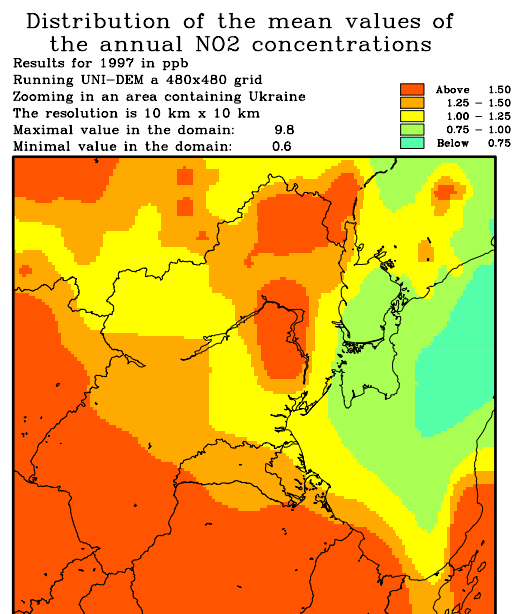 Distribution of the mean values of
the annual NO2 concentrations
Results for 1997 in ppb
Running UNI-DEM a 480x480 grid
Zooming in an area containing Ukraine
The resolution is 10 km x 10 km
Maximal value in the domain: 9.8
Minimal value in the domain: 0.6
Above 1.50
1.25 - 1.50
1.00 - 1.25
0.75 - 1.00
Below 0.75